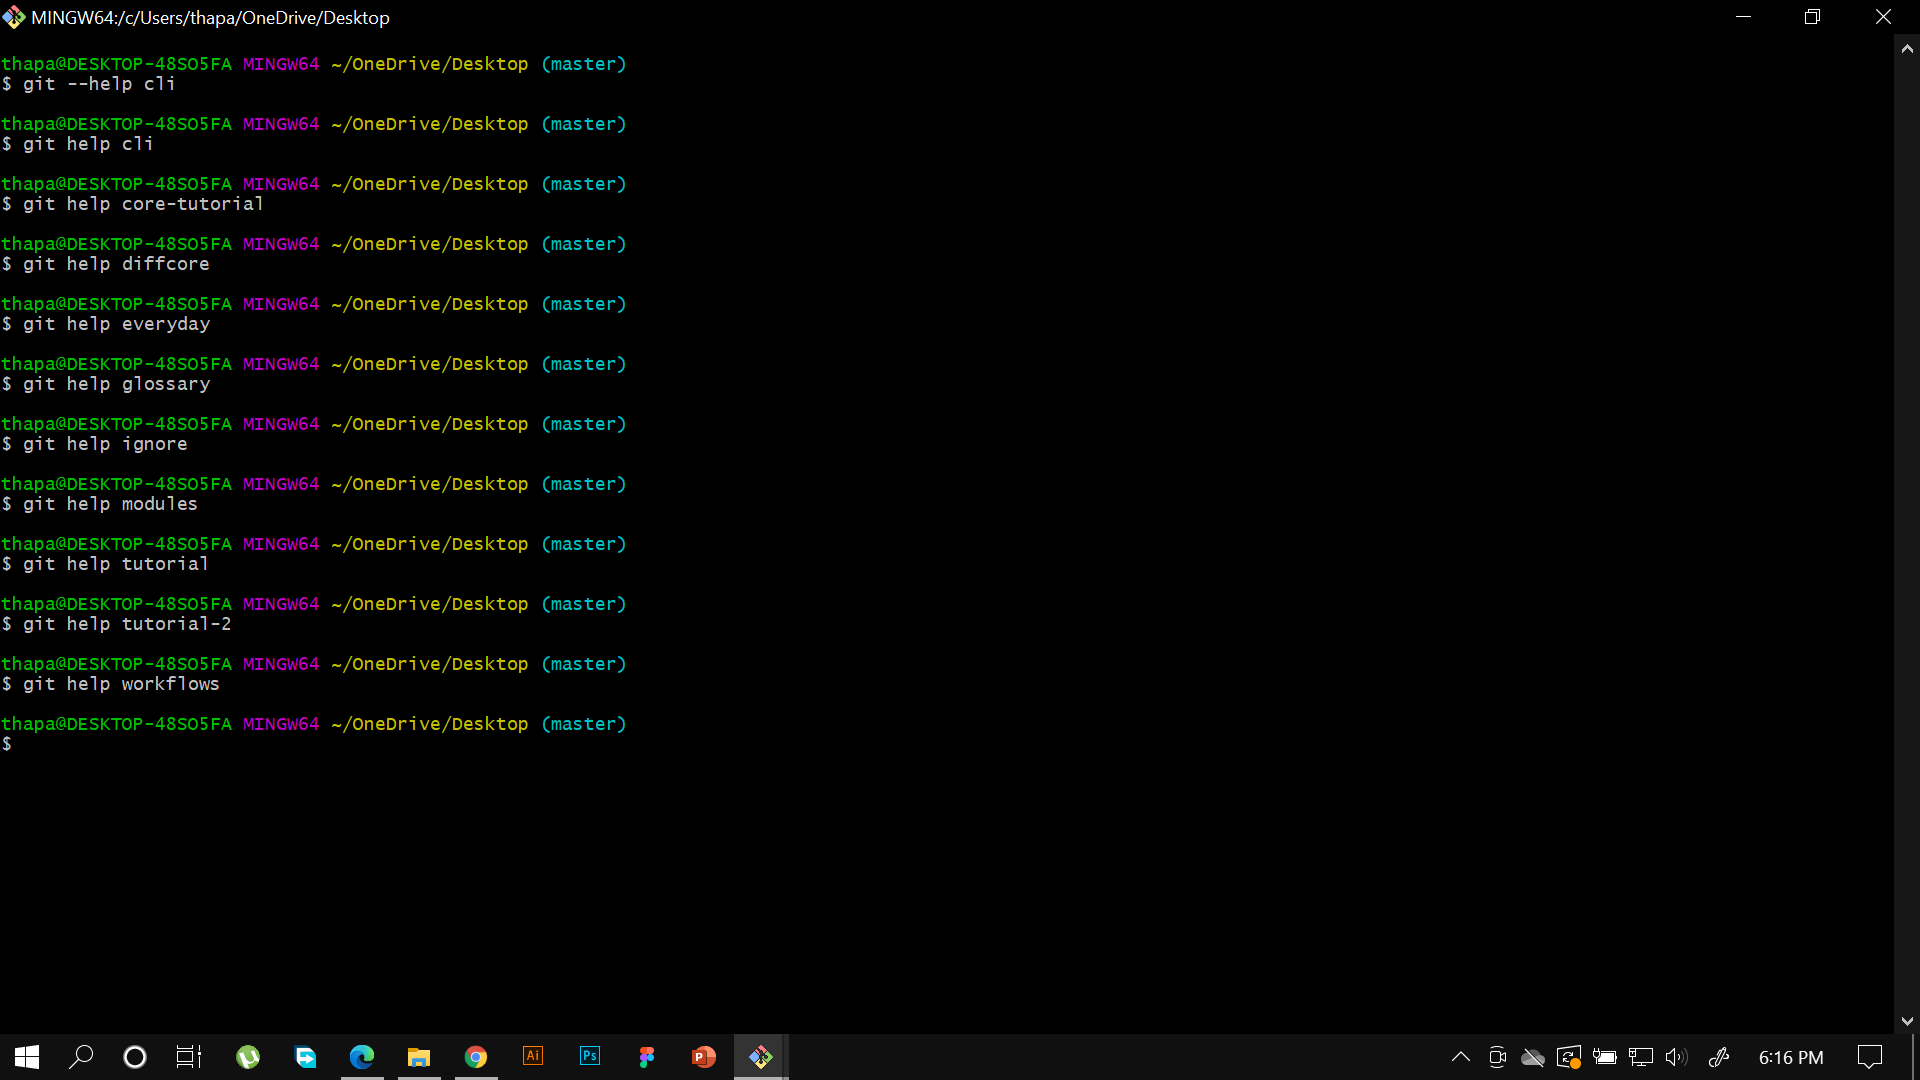 MINGW64:/c/Users/thapa/OneDrive/Desktop
thapa@DESKTOP-48SO5FA MINGW64 ~/OneDrive/Desktop (master)
$ git --help cli
thapa@DESKTOP-48SO5FA MINGW64 ~/OneDrive/Desktop (master)
$ git help cli
thapa@DESKTOP-48SO5FA MINGW64 ~/OneDrive/Desktop (master)
$ git help core-tutorial
thapa@DESKTOP-48SO5FA MINGW64 ~/OneDrive/Desktop (master)
$ git help diffcore
thapa@DESKTOP-48SO5FA MINGW64 ~/OneDrive/Desktop (master)
$ git help everyday
thapa@DESKTOP-48SO5FA MINGW64 ~/OneDrive/Desktop (master)
$ git help glossary
thapa@DESKTOP-48SO5FA MINGW64 ~/OneDrive/Desktop (master)
$ git help ignore
thapa@DESKTOP-48SO5FA MINGW64 ~/OneDrive/Desktop (master)
$ git help modules
thapa@DESKTOP-48SO5FA MINGW64 ~/OneDrive/Desktop (master)
$ git help tutorial
thapa@DESKTOP-48SO5FA MINGW64 ~/OneDrive/Desktop (master)
$ git help tutorial-2
thapa@DESKTOP-48SO5FA MINGW64 ~/OneDrive/Desktop (master)
$ git help workflows
thapa@DESKTOP-48SO5FA MINGW64 ~/OneDrive/Desktop (master)
$
Ai Ps P 6:16 PM